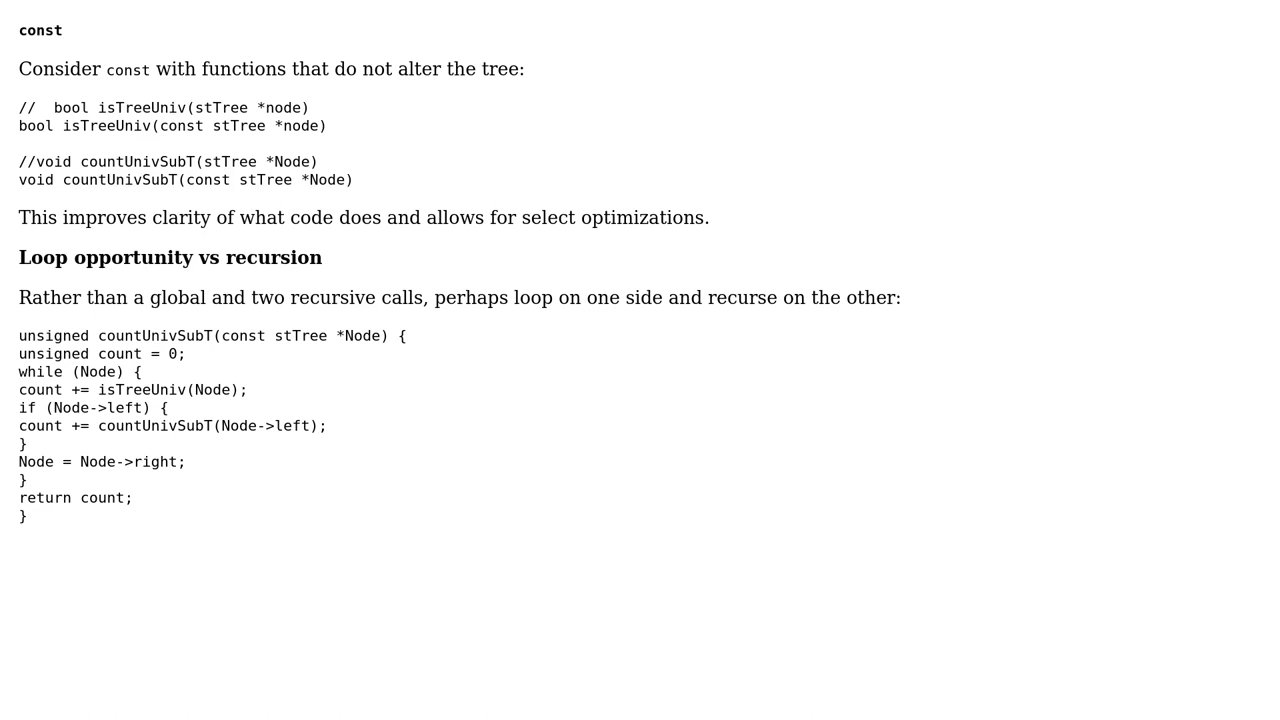 const
Consider const with functions that do not alter the tree:
//  bool isTreeUniv(stTree *node)
bool isTreeUniv(const stTree *node)
//void countUnivSubT(stTree *Node)
void countUnivSubT(const stTree *Node)
This improves clarity of what code does and allows for select optimizations.
Loop opportunity vs recursion
Rather than a global and two recursive calls, perhaps loop on one side and recurse on the other:
unsigned countUnivSubT(const stTree *Node) {
unsigned count = 0;
while (Node) {
count += isTreeUniv(Node);
if (Node->left) {
count += countUnivSubT(Node->left);
}
Node = Node->right;
}
return count;
}